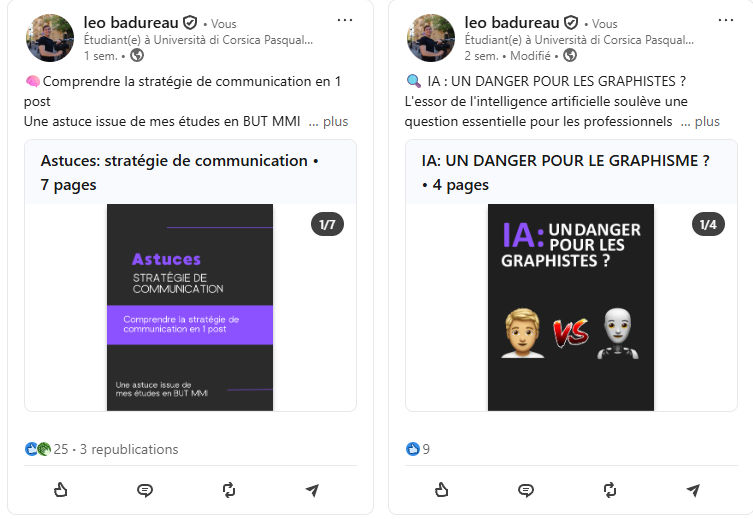 leo badureau • Vous
Étudiant(e) à Università di Corsica Pasqual...
1 sem. •
Comprendre la stratégie de communication en 1
post
Une astuce issue de mes études en BUT MMI ... plus
Astuces: stratégie de communication •
7 pages
1/7
Astuces
STRATÉGIE DE
COMMUNICATION
Comprendre la stratégie de
communication en 1 post
Une astuce issue de
mes études en BUT MMI
25 · 3 republications
leo badureau • Vous
Étudiant(e) à Università di Corsica Pasqual...
2 sem. • Modifié •
IA : UN DANGER POUR LES GRAPHISTES ?
L'essor de l'intelligence artificielle soulève une
question essentielle pour les professionnels ... plus
IA: UN DANGER POUR LE GRAPHISME ?
• 4 pages
1/4
IA: UN DANGER
POUR LES
GRAPHISTES ?
VS
9